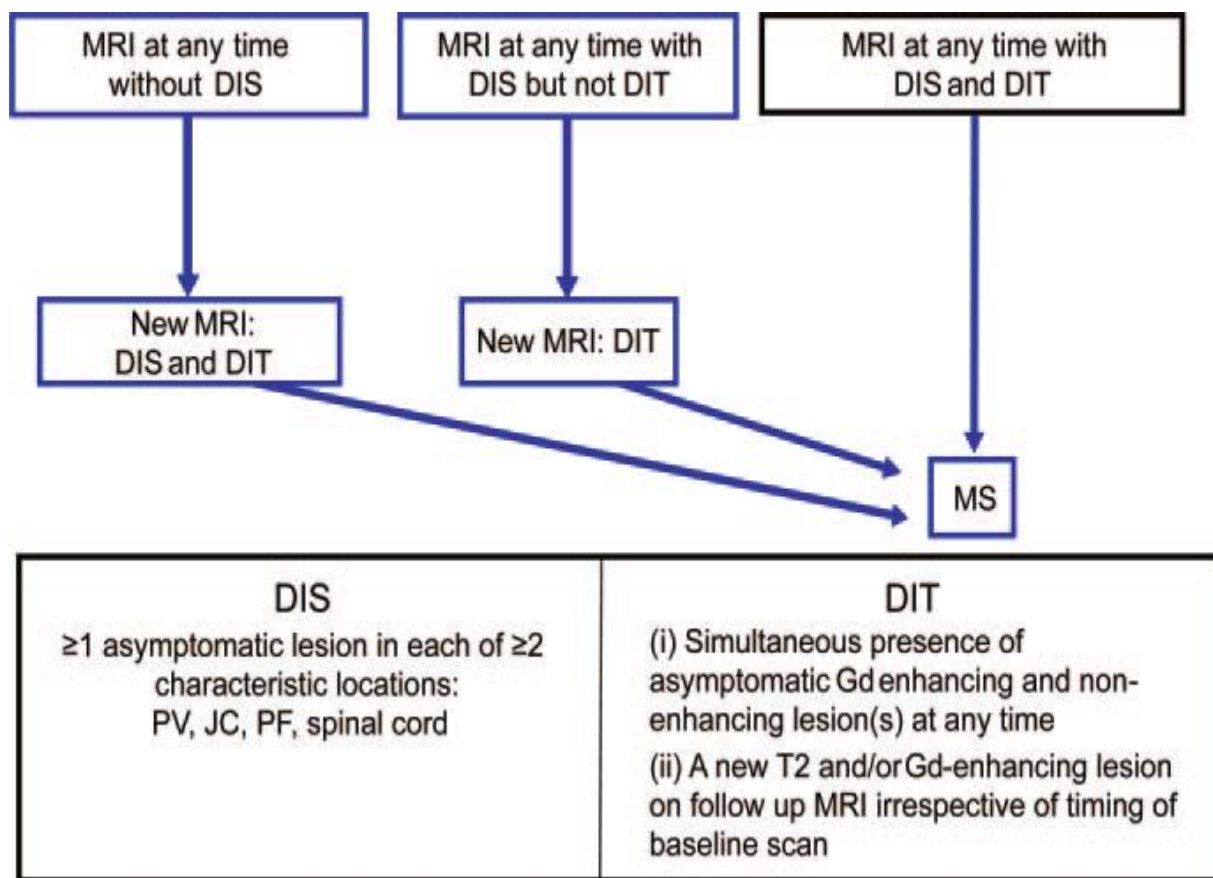 MRI at any time
without DIS
MRI at any time with
DIS but not DIT
MRI at any time with
DIS and DIT
New MRI:
DIS and DIT
New MRI: DIT
MS
DIS
≥1 asymptomatic lesion in each of ≥2
characteristic locations:
PV, JC, PF, spinal cord
DIT
(i) Simultaneous presence of
asymptomatic Gd enhancing and non-
enhancing lesion(s) at any time
(ii) A new T2 and/or Gd-enhancing lesion
on follow up MRI irrespective of timing of
baseline scan